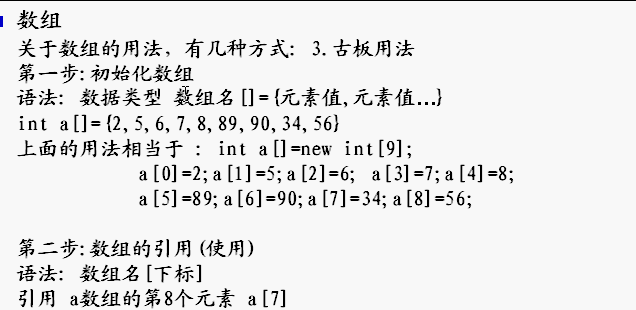 数组
关于数组的用法, 有几种方式: 3.古板用法
第一步:初始化数组
语法: 数据类型 数组名[]={元素值,元素值…}
int a[]={2,5,6,7,8,89,90,34,56}
上面的用法相当于 : int a[]=new int[9];
a[0]=2;a[1]=5;a[2]=6; a[3]=7;a[4]=8;
a[5]=89;a[6]=90;a[7]=34;a[8]=56;
第二步:数组的引用(使用)
语法: 数组名[下标]
引用 a数组的第8个元素 a[7]